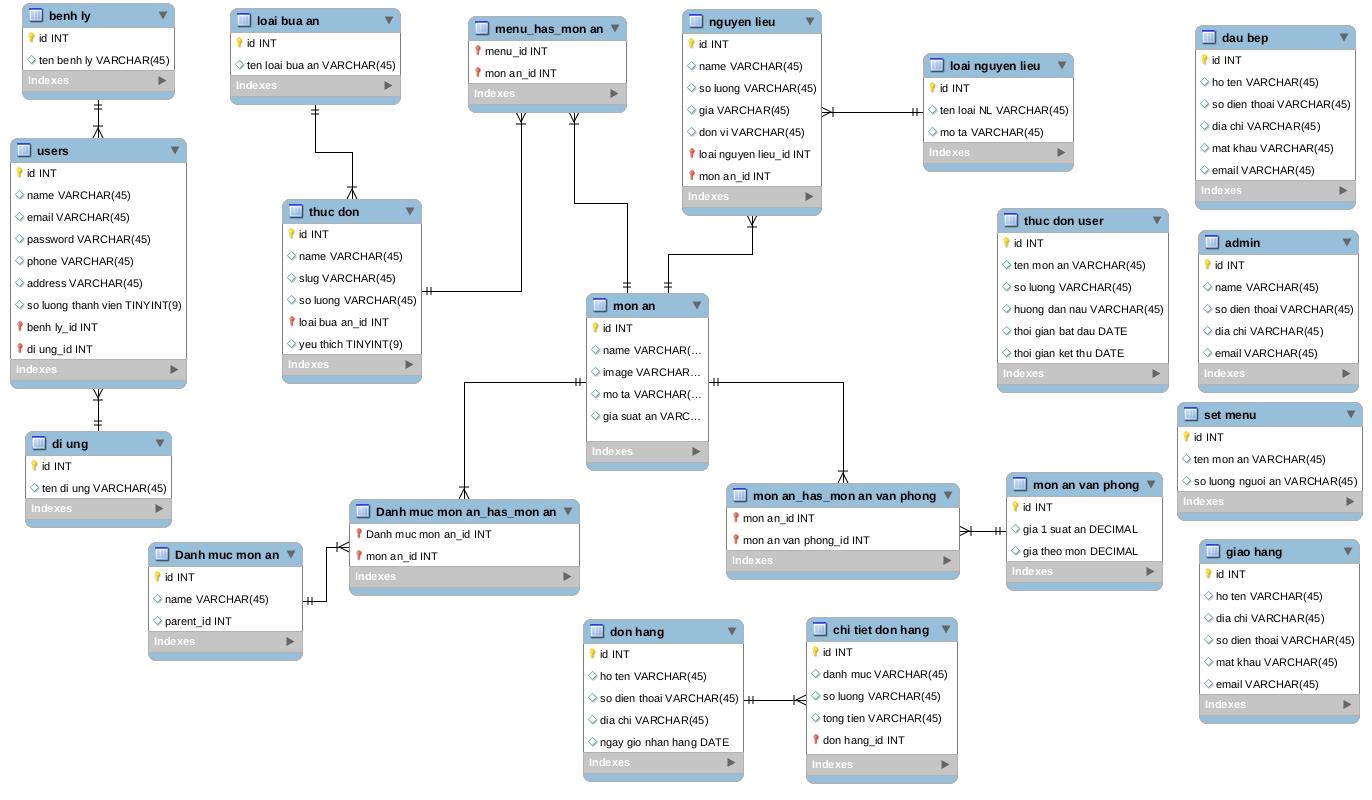 benh ly
id INT
ten benh ly VARCHAR(45)
Indexes
loai bua an
id INT
ten loai bua an VARCHAR(45)
Indexes
menu_has_mon an
menu_id INT
mon an_id INT
Indexes
nguyen lieu
id INT
name VARCHAR(45)
so luong VARCHAR(45)
gia VARCHAR(45)
don vi VARCHAR(45)
loai nguyen lieu_id INT
mon an_id INT
Indexes
loai nguyen lieu
id INT
ten loai NL VARCHAR(45)
mo ta VARCHAR(45)
Indexes
dau bep
id INT
ho ten VARCHAR(45)
so dien thoai VARCHAR(45)
dia chi VARCHAR(45)
mat khau VARCHAR(45)
email VARCHAR(45)
Indexes
users
id INT
name VARCHAR(45)
email VARCHAR(45)
password VARCHAR(45)
phone VARCHAR(45)
address VARCHAR(45)
so luong thanh vien TINYINT(9)
benh ly_id INT
di ung_id INT
Indexes
thuc don
id INT
name VARCHAR(45)
slug VARCHAR(45)
so luong VARCHAR(45)
loai bua an_id INT
yeu thich TINYINT(9)
Indexes
thuc don user
id INT
ten mon an VARCHAR(45)
so luong VARCHAR(45)
huong dan nau VARCHAR(45)
thoi gian bat dau DATE
thoi gian ket thu DATE
Indexes
admin
id INT
name VARCHAR(45)
so dien thoai VARCHAR(45)
dia chi VARCHAR(45)
email VARCHAR(45)
Indexes
mon an
id INT
name VARCHAR(...
image VARCHAR...
mo ta VARCHAR(...
gia suat an VARC...
Indexes
set menu
id INT
ten mon an VARCHAR(45)
so luong nguoi an VARCHAR(45)
Indexes
di ung
id INT
ten di ung VARCHAR(45)
Indexes
Danh muc mon an_has_mon an
Danh muc mon an_id INT
mon an_id INT
Indexes
mon an_has_mon an van phong
mon an_id INT
mon an van phong_id INT
Indexes
mon an van phong
id INT
gia 1 suat an DECIMAL
gia theo mon DECIMAL
Indexes
Danh muc mon an
id INT
name VARCHAR(45)
parent_id INT
Indexes
giao hang
id INT
ho ten VARCHAR(45)
dia chi VARCHAR(45)
so dien thoai VARCHAR(45)
mat khau VARCHAR(45)
email VARCHAR(45)
Indexes
don hang
id INT
ho ten VARCHAR(45)
so dien thoai VARCHAR(45)
dia chi VARCHAR(45)
ngay gio nhan hang DATE
Indexes
chi tiet don hang
id INT
danh muc VARCHAR(45)
so luong VARCHAR(45)
tong tien VARCHAR(45)
don hang_id INT
Indexes